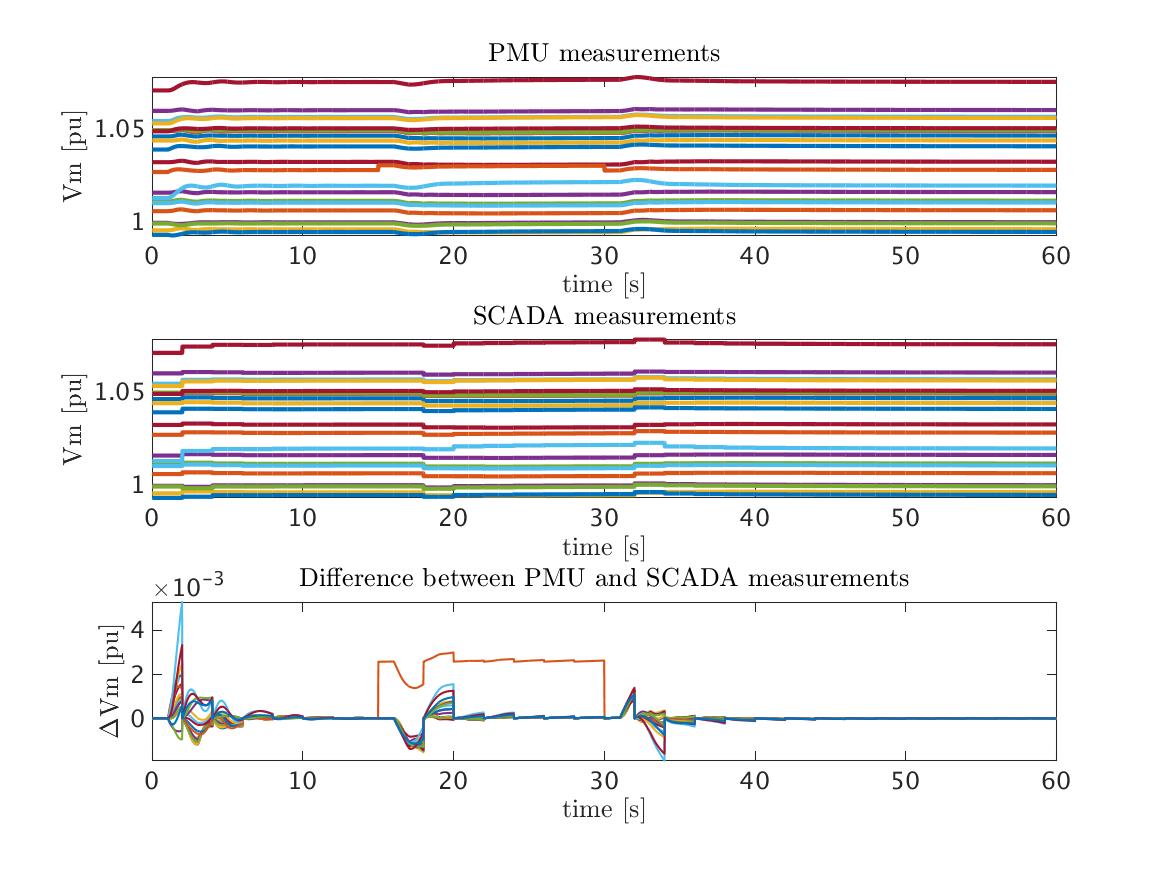 PMU measurements
Vm [pu]
1.05
1
0 10 20 30 40 50 60
time [s]
SCADA measurements
Vm [pu]
1.05
1
0 10 20 30 40 50 60
time [s]
Difference between PMU and SCADA measurements
×10⁻³
ΔVm [pu]
4
2
0
0 10 20 30 40 50 60
time [s]